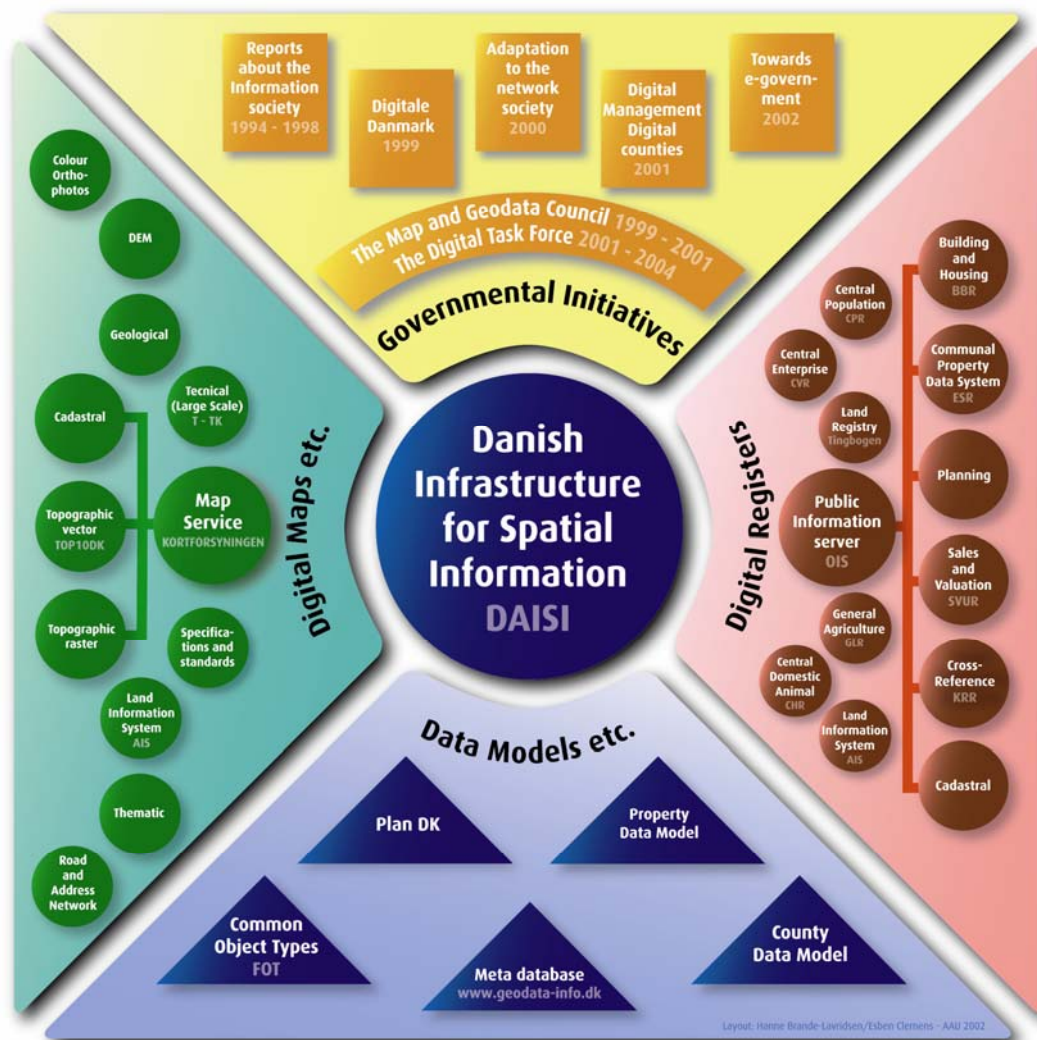 Reports
about the
Information
society
1994 - 1998
Digitale
Danmark
1999
Adaptation
to the
network
society
2000
Digital
Management
Digital
counties
2001
Towards
e-govern-
ment
2002
The Map and Geodata Council 1999 - 2001
The Digital Task Force 2001 - 2004
Governmental Initiatives
Colour
Ortho-
photos
DEM
Geological
Tecnical
(Large Scale)
T - TK
Cadastral
Topographic
vector
TOP10DK
Map
Service
KORTFORSYNINGEN
Topographic
raster
Specifica-
tions and
standards
Land
Information
System
AIS
Thematic
Road
and
Address
Network
Digital Maps etc.
Danish
Infrastructure
for Spatial
Information
DAISI
Digital Registers
Building
and
Housing
BBR
Central
Population
CPR
Central
Enterprise
CVR
Communal
Property
Data System
ESR
Land
Registry
Tingbogen
Planning
Public
Information
server
OIS
Sales
and
Valuation
SVUR
General
Agriculture
GLR
Central
Domestic
Animal
CHR
Cross-
Reference
KRR
Land
Information
System
AIS
Cadastral
Data Models etc.
Plan DK
Property
Data Model
Common
Object Types
FOT
Meta database
www.geodata-info.dk
County
Data Model
Layout: Hanne Brande-Lavridsen/Esben Clemens - AAU 2002